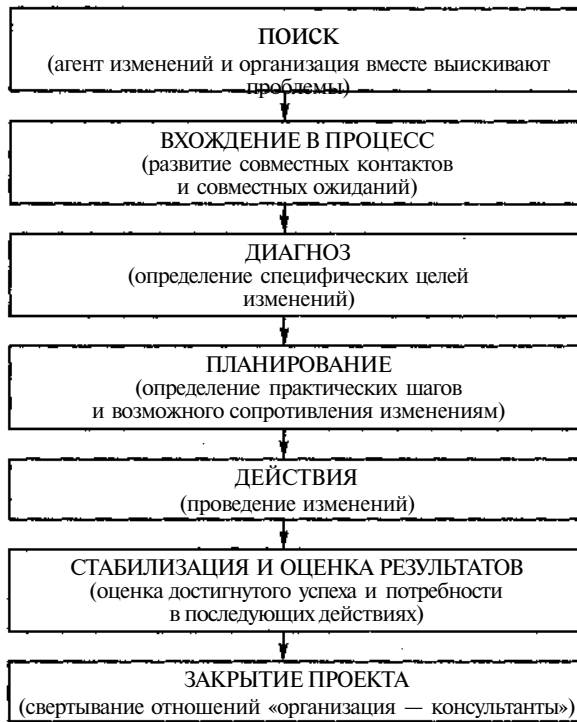 ПОИСК
(агент изменений и организация вместе выискивают
проблемы)
ВХОЖДЕНИЕ В ПРОЦЕСС
(развитие совместных контактов
и совместных ожиданий)
ДИАГНОЗ
(определение специфических целей
изменений)
ПЛАНИРОВАНИЕ
(определение практических шагов
и возможного сопротивления изменениям)
ДЕЙСТВИЯ
(проведение изменений)
СТАБИЛИЗАЦИЯ И ОЦЕНКА РЕЗУЛЬТАТОВ
(оценка достигнутого успеха и потребности
в последующих действиях)
ЗАКРЫТИЕ ПРОЕКТА
(свертывание отношений «организация — консультанты»)